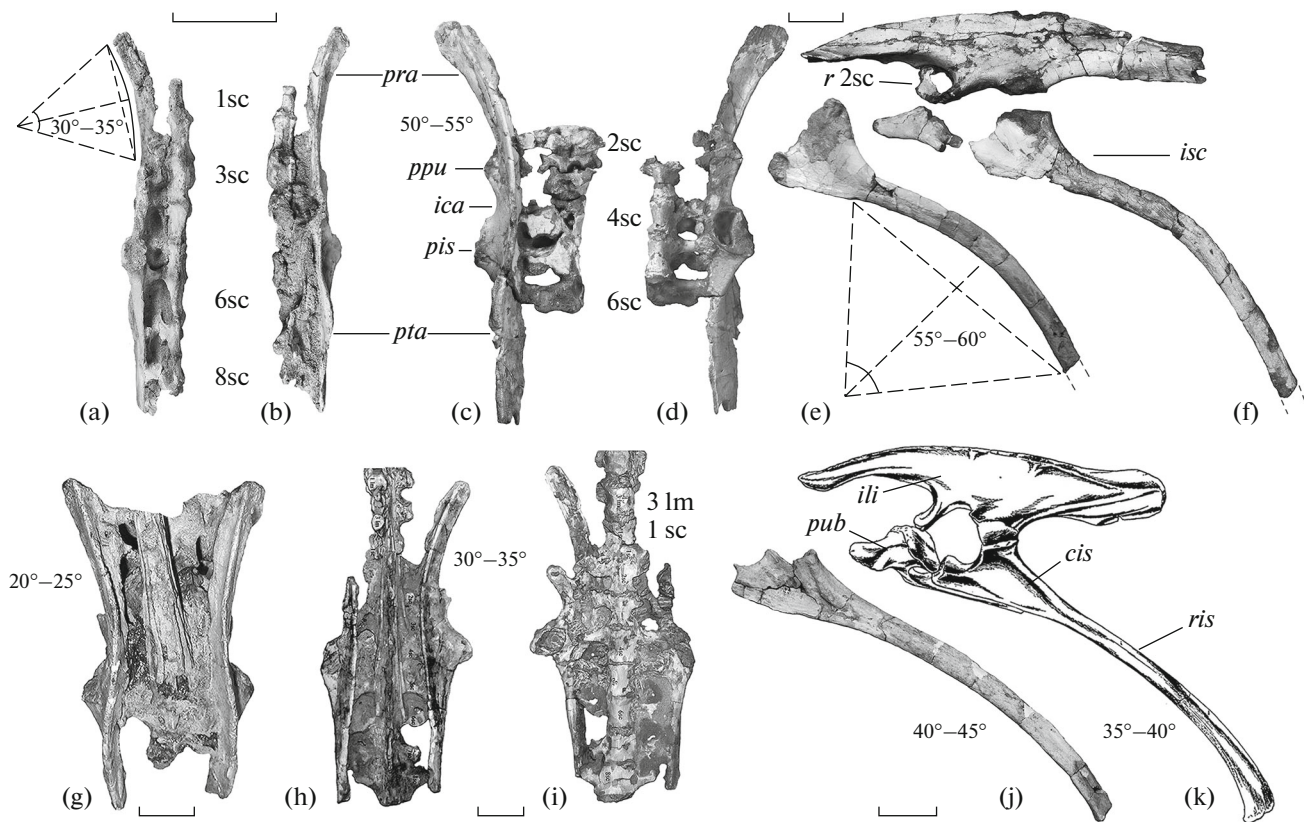 30°–35°
1sc
3sc
6sc
8sc
(a)
(b)
pra
ppu
ica
pis
pta
50°–55°
(c)
2sc
4sc
6sc
(d)
r 2sc
isc
55°–60°
(e)
(f)
20°–25°
(g)
30°–35°
(h)
3 lm
1 sc
(i)
ili
pub
cis
ris
40°–45°
35°–40°
(j)
(k)